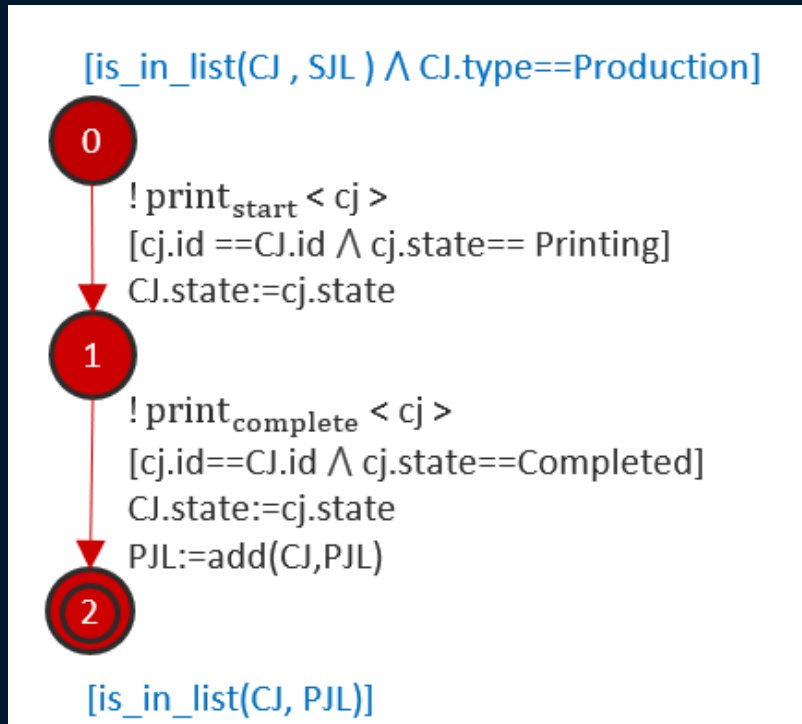 [is_in_list(CJ , SJL ) ⋀ CJ.type==Production]
0
! print_start < cj >
[cj.id ==CJ.id ⋀ cj.state== Printing]
CJ.state:=cj.state
1
! print_complete < cj >
[cj.id==CJ.id ⋀ cj.state==Completed]
CJ.state:=cj.state
PJL:=add(CJ,PJL)
2
[is_in_list(CJ, PJL)]